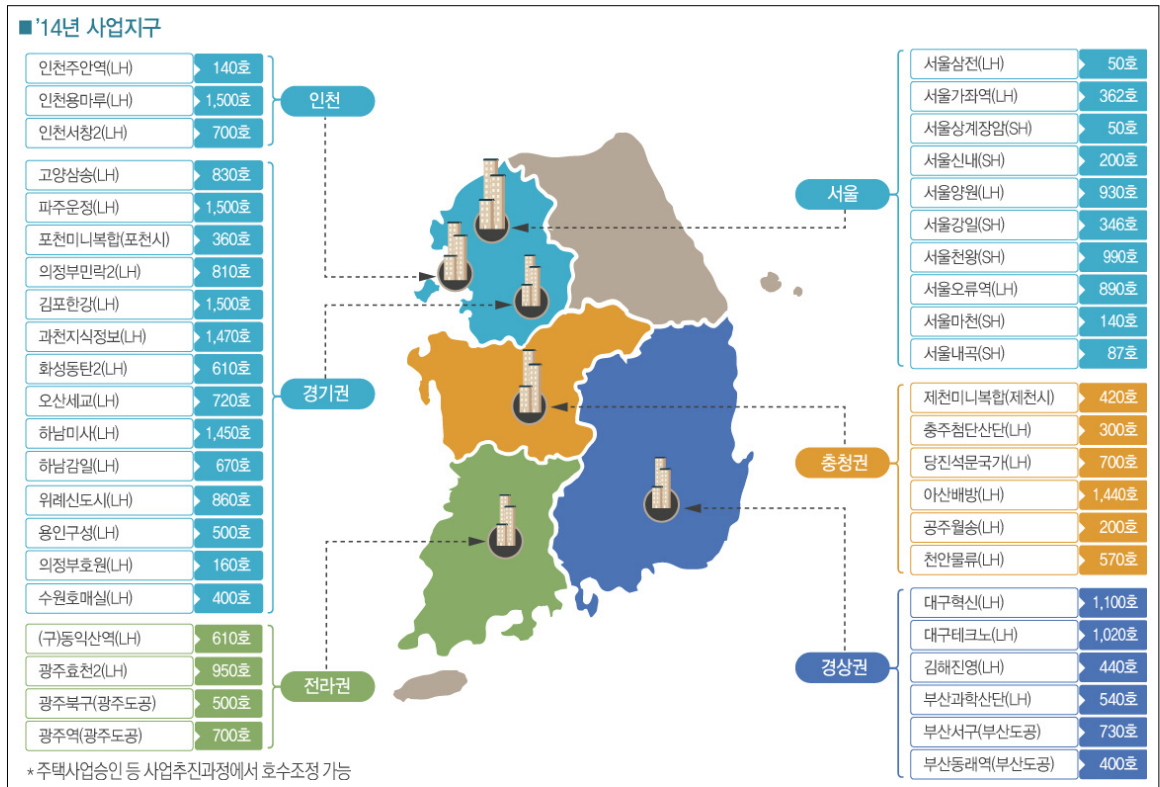 ■ ’14년 사업지구
인천주안역(LH) 140호
인천용마루(LH) 1,500호
인천서창2(LH) 700호
인천
고양삼송(LH) 830호
파주운정(LH) 1,500호
포천미니복합(포천시) 360호
의정부민락2(LH) 810호
김포한강(LH) 1,500호
과천지식정보(LH) 1,470호
화성동탄2(LH) 610호
오산세교(LH) 720호
하남미사(LH) 1,450호
하남감일(LH) 670호
위례신도시(LH) 860호
용인구성(LH) 500호
의정부호원(LH) 160호
수원호매실(LH) 400호
경기권
(구)동익산역(LH) 610호
광주효천2(LH) 950호
광주북구(광주도공) 500호
광주역(광주도공) 700호
전라권
서울
서울삼전(LH) 50호
서울가좌역(LH) 362호
서울상계장암(SH) 50호
서울신내(SH) 200호
서울양원(LH) 930호
서울강일(SH) 346호
서울천왕(SH) 990호
서울오류역(LH) 890호
서울마천(SH) 140호
서울내곡(SH) 87호
충청권
제천미니복합(제천시) 420호
충주첨단산단(LH) 300호
당진석문국가(LH) 700호
아산배방(LH) 1,440호
공주월송(LH) 200호
천안물류(LH) 570호
경상권
대구혁신(LH) 1,100호
대구테크노(LH) 1,020호
김해진영(LH) 440호
부산과학산단(LH) 540호
부산서구(부산도공) 730호
부산동래역(부산도공) 400호
* 주택사업승인 등 사업추진과정에서 호수조정 가능